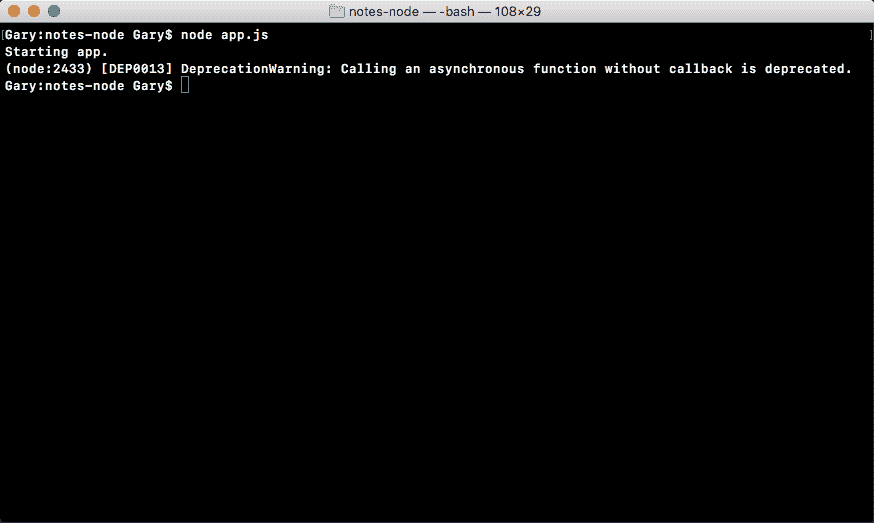 notes-node — -bash — 108×29
[Gary:notes-node Gary$ node app.js ]
Starting app.
(node:2433) [DEP0013] DeprecationWarning: Calling an asynchronous function without callback is deprecated.
Gary:notes-node Gary$